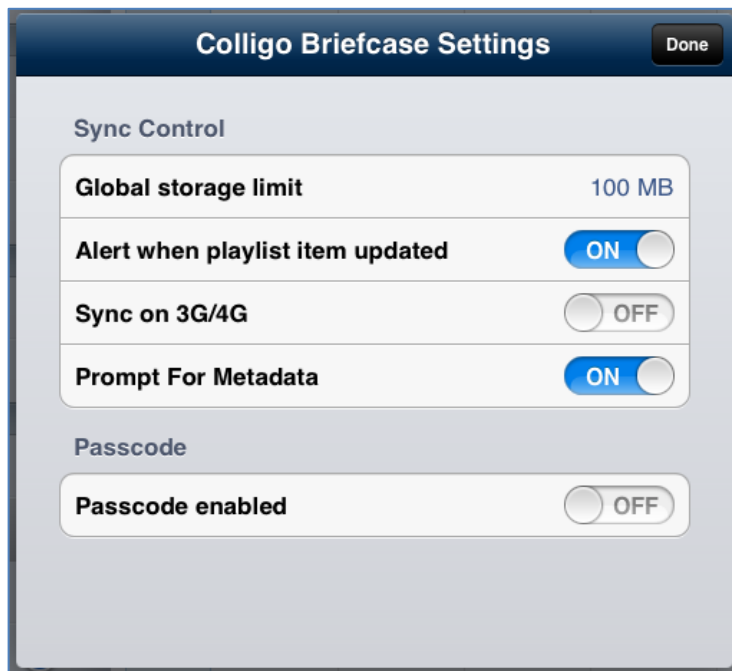 Colligo Briefcase Settings
Done
Sync Control
Global storage limit 100 MB
Alert when playlist item updated ON
Sync on 3G/4G OFF
Prompt For Metadata ON
Passcode
Passcode enabled OFF